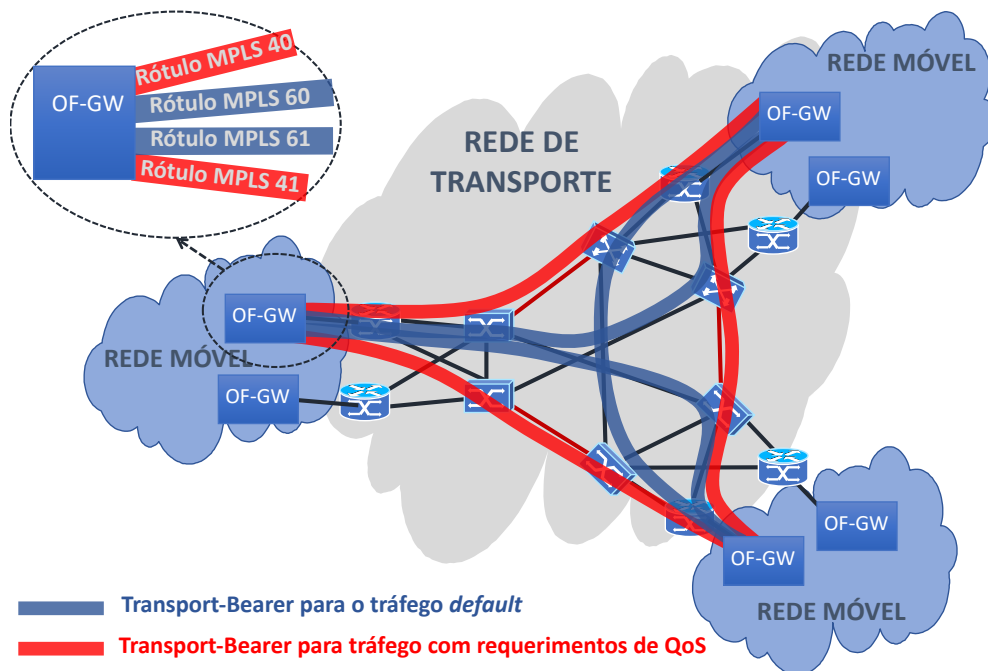 Rótulo MPLS 40
OF-GW
Rótulo MPLS 60
Rótulo MPLS 61
Rótulo MPLS 41
REDE DE
TRANSPORTE
REDE MÓVEL
OF-GW
OF-GW
OF-GW
REDE MÓVEL
OF-GW
OF-GW
OF-GW
REDE MÓVEL
Transport-Bearer para o tráfego default
Transport-Bearer para tráfego com requerimentos de QoS